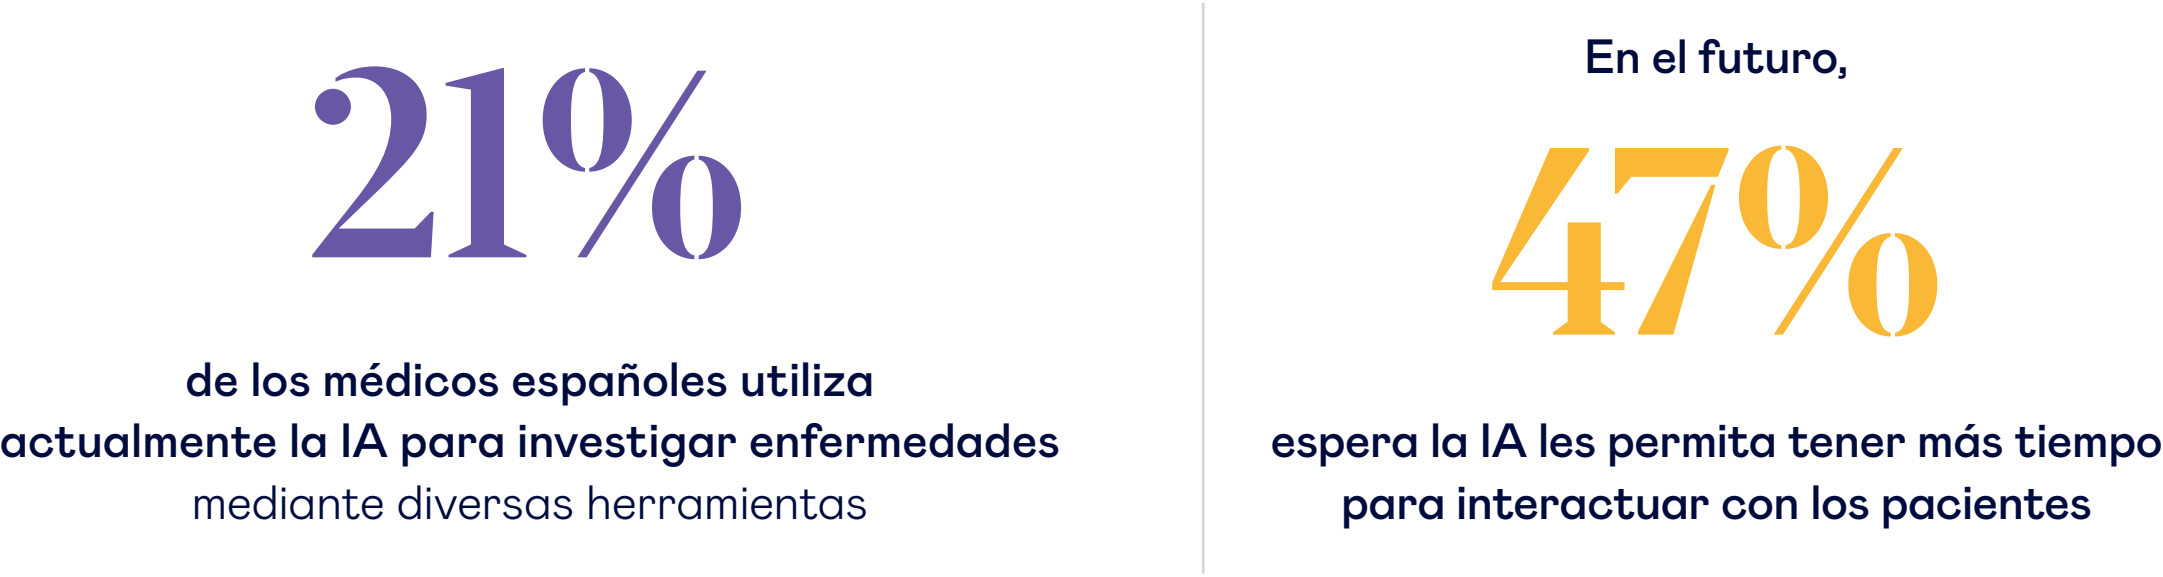 21%
de los médicos españoles utiliza
actualmente la IA para investigar enfermedades
mediante diversas herramientas
En el futuro,
47%
espera la IA les permita tener más tiempo
para interactuar con los pacientes